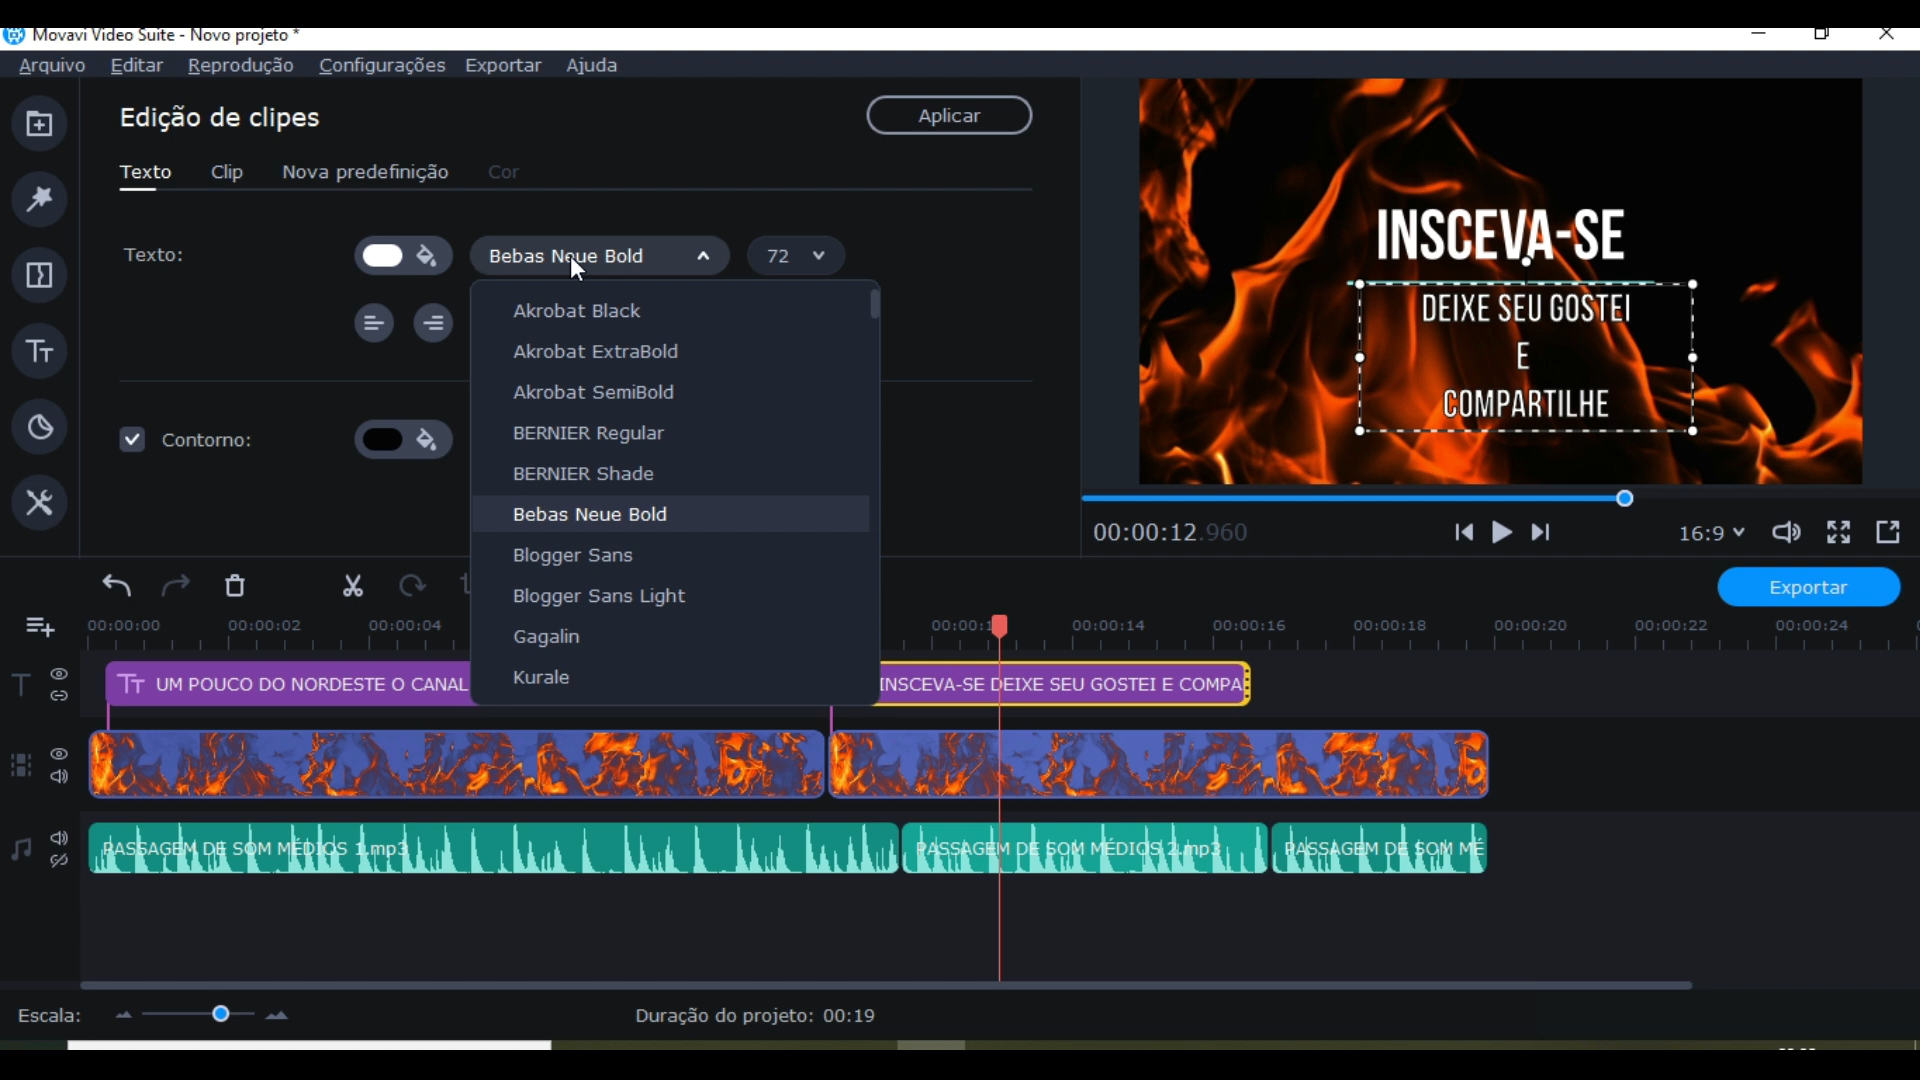 Movavi Video Suite - Novo projeto *
Arquivo Editar Reprodução Configurações Exportar Ajuda
Edição de clipes
Aplicar
Texto Clip Nova predefinição Cor
Texto:
Bebas Neue Bold
72
Akrobat Black
Akrobat ExtraBold
Akrobat SemiBold
BERNIER Regular
BERNIER Shade
Bebas Neue Bold
Blogger Sans
Blogger Sans Light
Gagalin
Kurale
Contorno:
INSCEVA-SE
DEIXE SEU GOSTEI
E
COMPARTILHE
00:00:12.960
16:9
Exportar
00:00:00 00:00:02 00:00:04 00:00:1 00:00:14 00:00:16 00:00:18 00:00:20 00:00:22 00:00:24
UM POUCO DO NORDESTE O CANAL
INSCEVA-SE DEIXE SEU GOSTEI E COMPA
PASSAGEM DE SOM MÉDIOS 1.mp3
PASSAGEM DE SOM MÉDIOS 2.mp3
PASSAGEM DE SOM MÉ
Escala:
Duração do projeto: 00:19